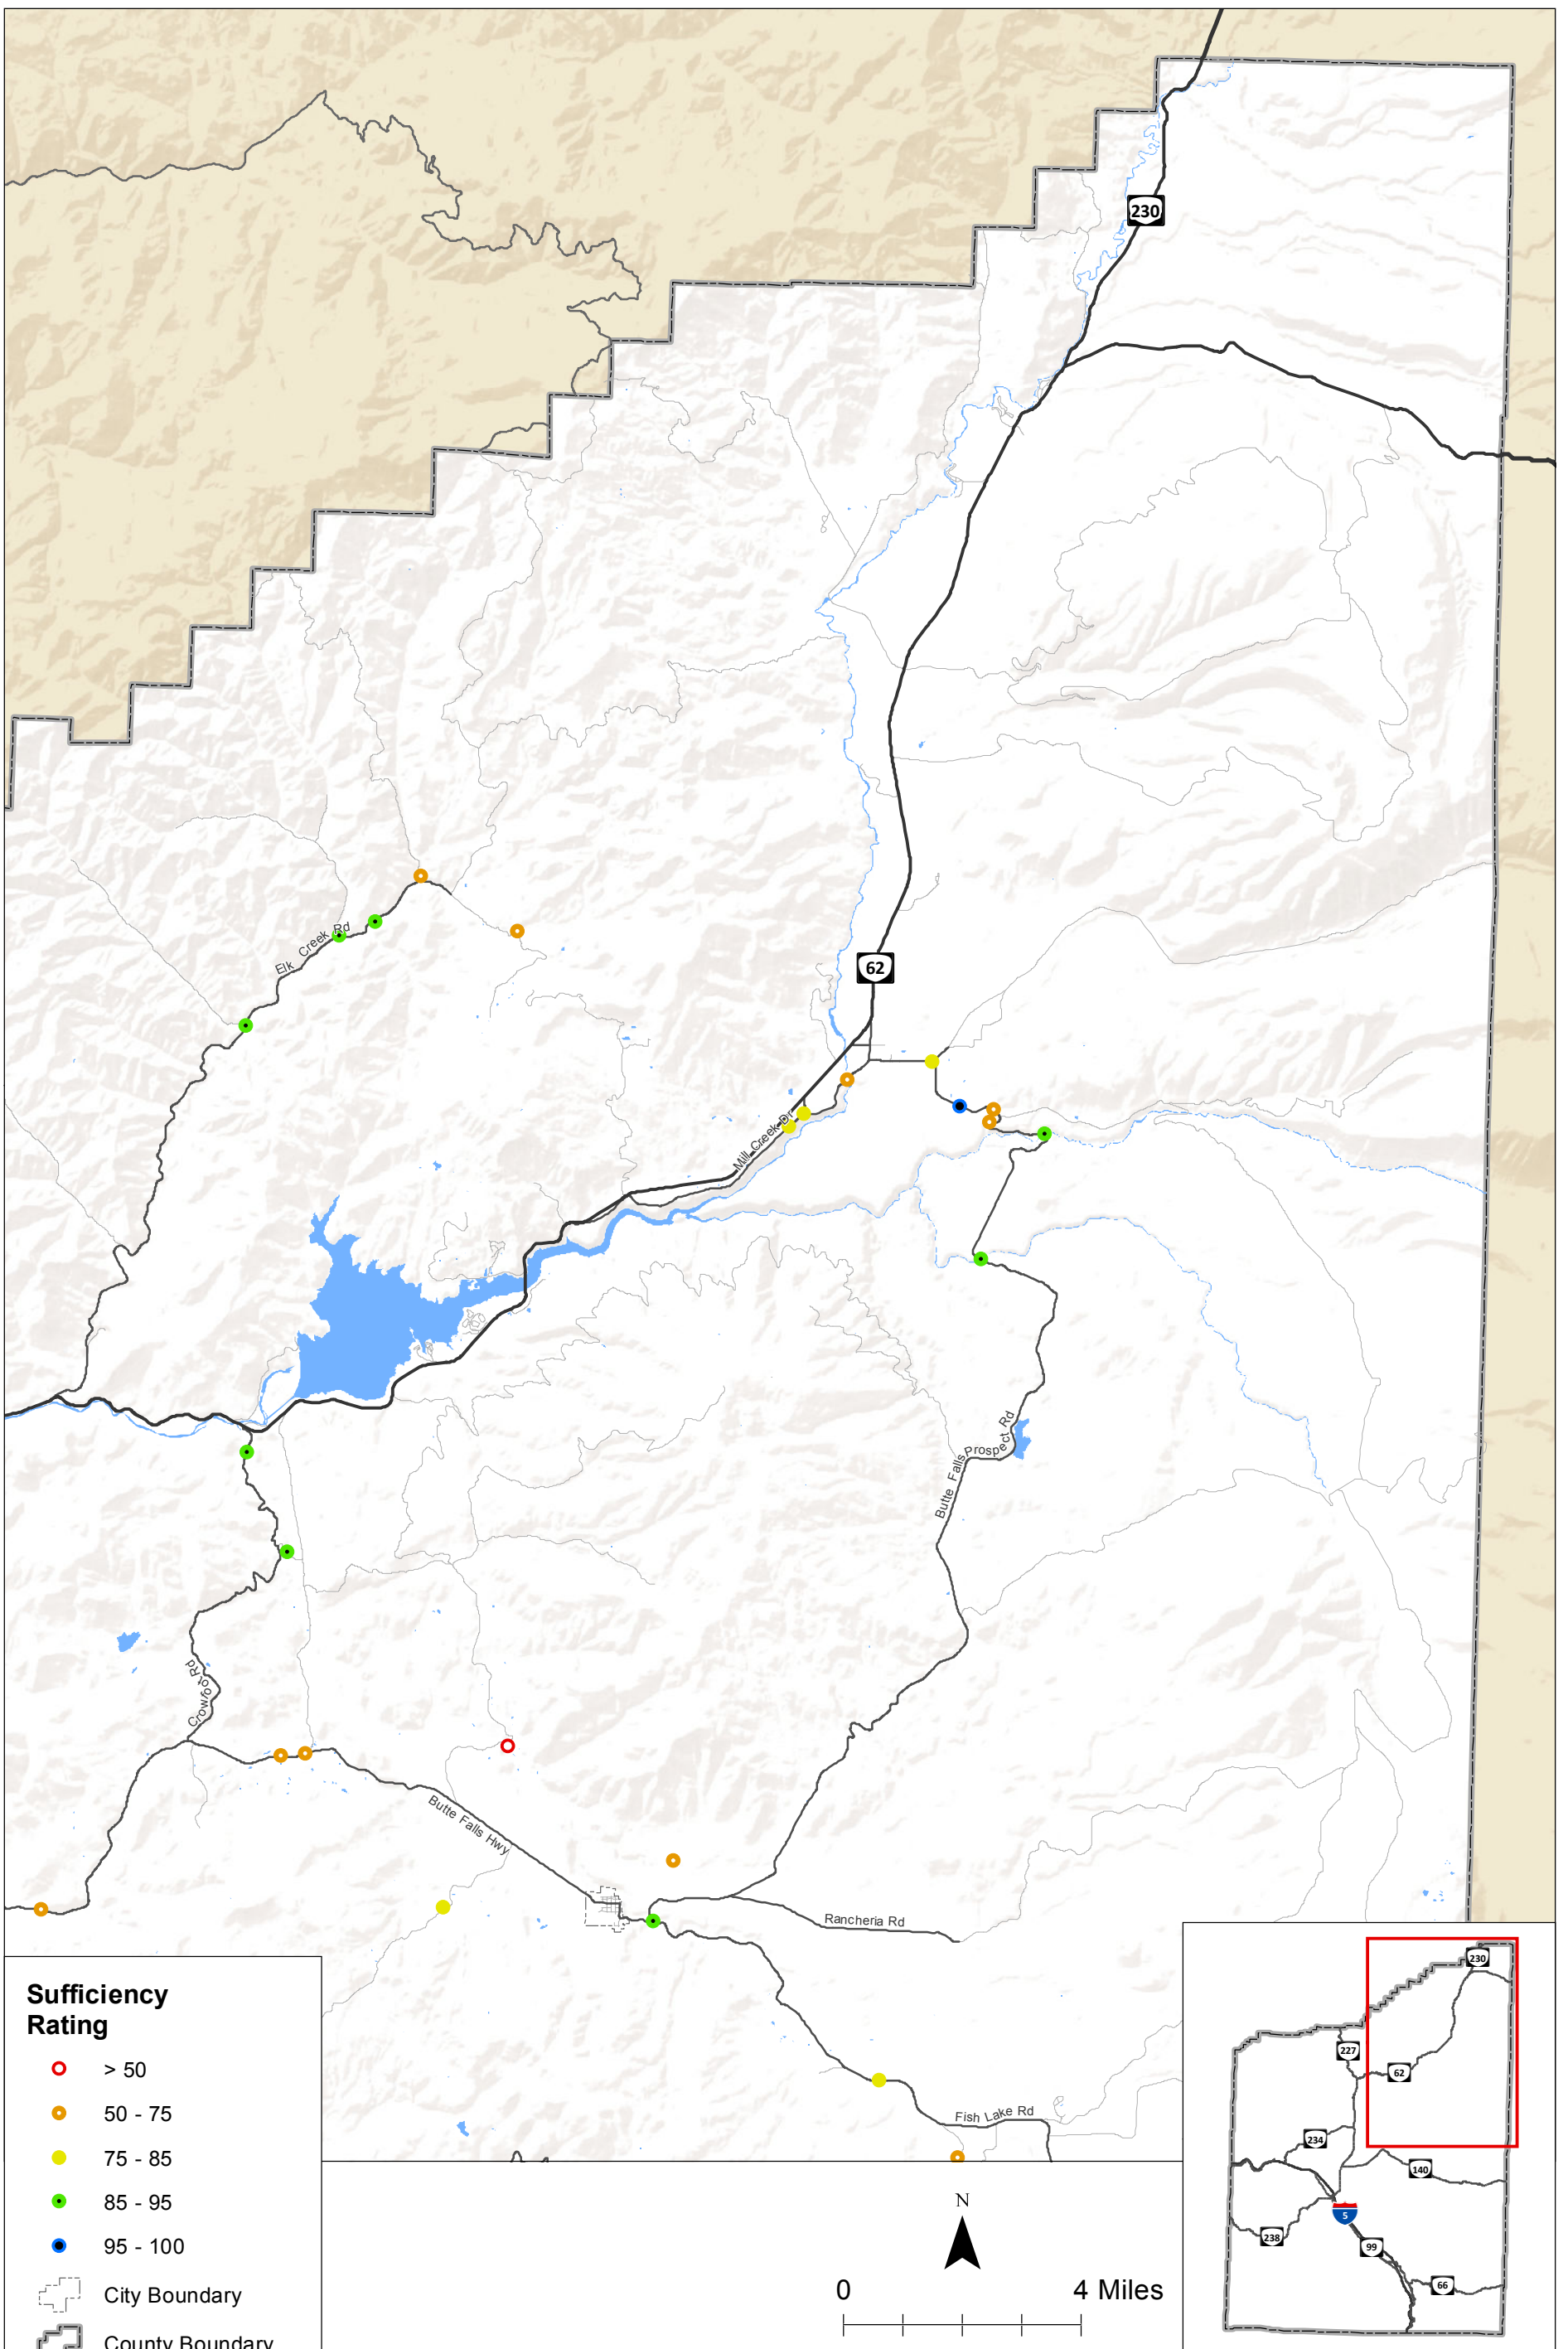 230
62
Elk Creek Rd
Mill Creek Dr
Butte Falls Prospect Rd
Crowfoot Rd
Butte Falls Hwy
Rancheria Rd
Fish Lake Rd
Sufficiency
Rating
> 50
50 - 75
75 - 85
85 - 95
95 - 100
City Boundary
County Boundary
N
0 4 Miles
230
227
62
234
140
5
238
99
66